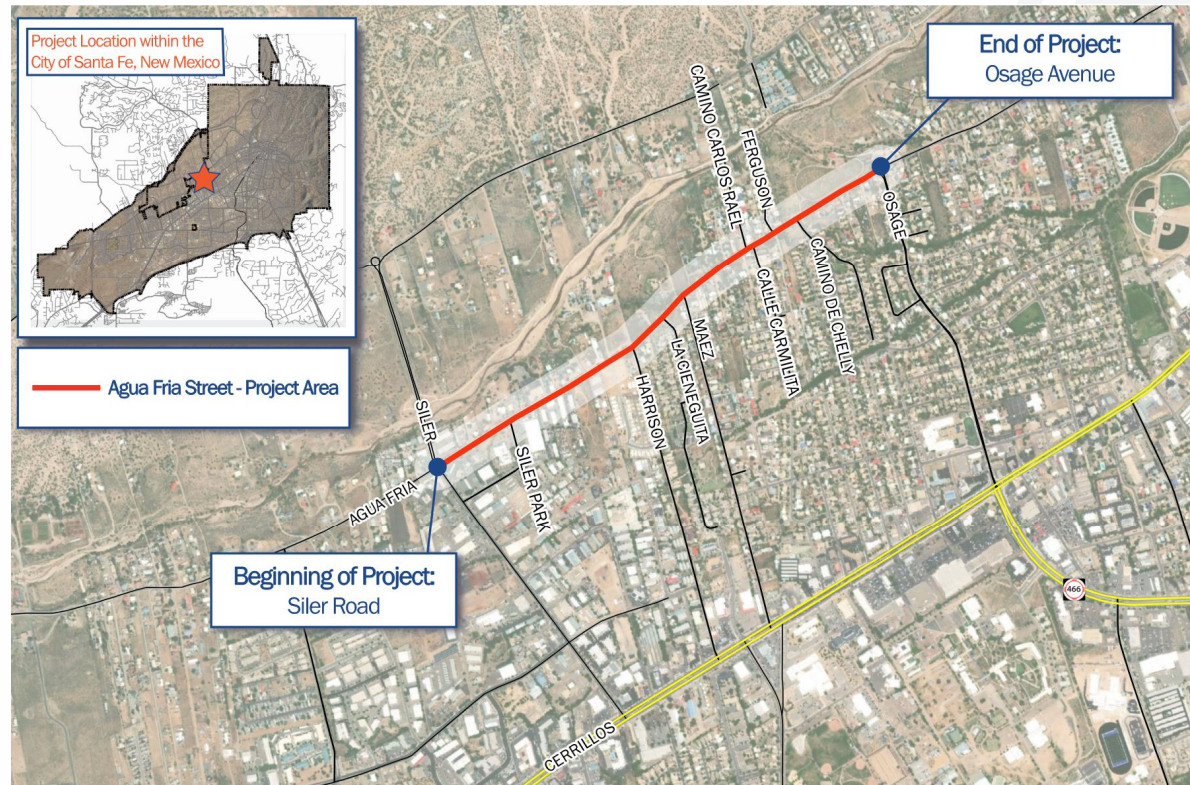 Project Location within the
City of Santa Fe, New Mexico
Agua Fria Street - Project Area
End of Project:
Osage Avenue
Beginning of Project:
Siler Road
CAMINO CARLOS RAEL
FERGUSON
OSAGE
CAMINO DE CHELLY
CALLE CARMILITA
MAEZ
LA CIENEGUITA
HARRISON
SILER
SILER PARK
AGUA FRIA
CERRILLOS
466